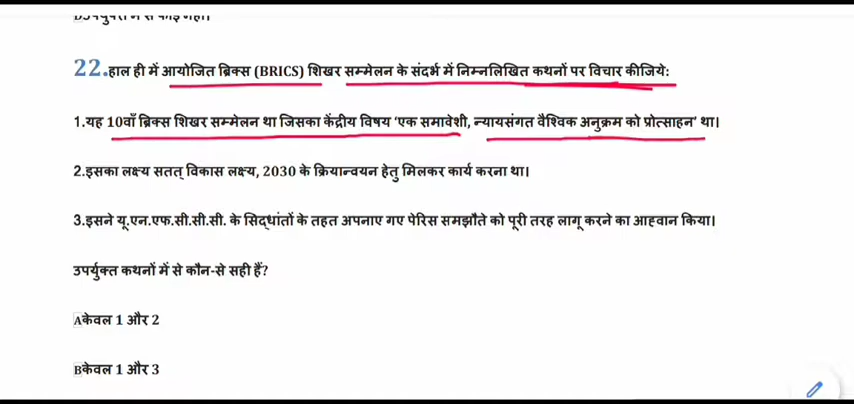 22.हाल ही में आयोजित ब्रिक्स (BRICS) शिखर सम्मेलन के संदर्भ में निम्नलिखित कथनों पर विचार कीजिये:
1.यह 10वाँ ब्रिक्स शिखर सम्मेलन था जिसका केंद्रीय विषय 'एक समावेशी, न्यायसंगत वैश्विक अनुक्रम को प्रोत्साहन' था।
2.इसका लक्ष्य सतत् विकास लक्ष्य, 2030 के क्रियान्वयन हेतु मिलकर कार्य करना था।
3.इसने यू.एन.एफ.सी.सी.सी. के सिद्धांतों के तहत अपनाए गए पेरिस समझौते को पूरी तरह लागू करने का आह्वान किया।
उपर्युक्त कथनों में से कौन-से सही हैं?
Aकेवल 1 और 2
Bकेवल 1 और 3